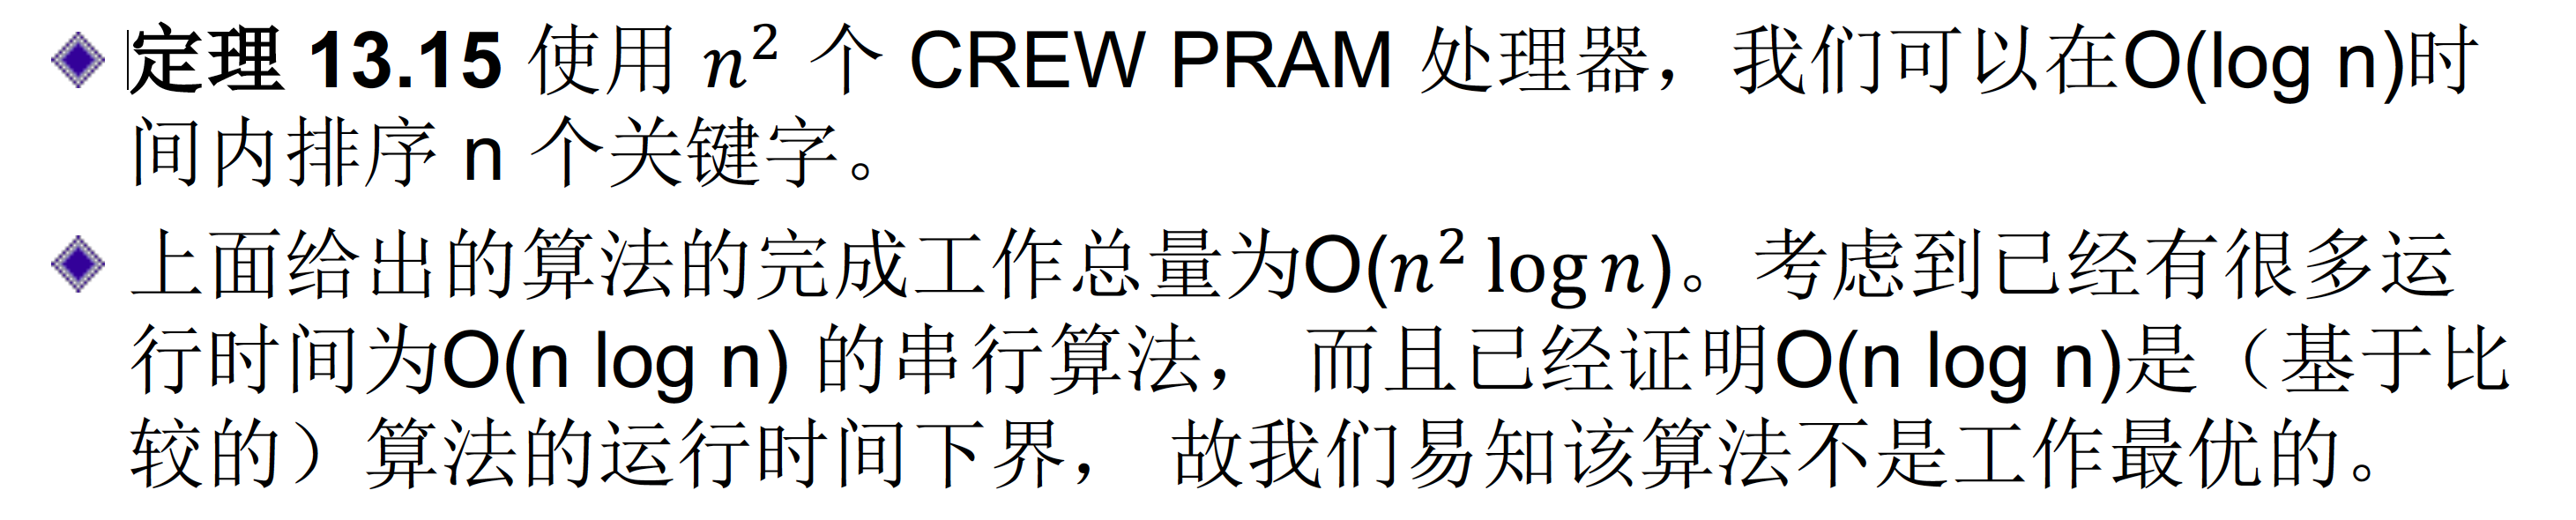 定理 13.15 使用 n² 个 CREW PRAM 处理器，我们可以在O(log n)时
间内排序 n 个关键字。
上面给出的算法的完成工作总量为O(n² log n)。考虑到已经有很多运
行时间为O(n log n) 的串行算法， 而且已经证明O(n log n)是（基于比
较的）算法的运行时间下界， 故我们易知该算法不是工作最优的。